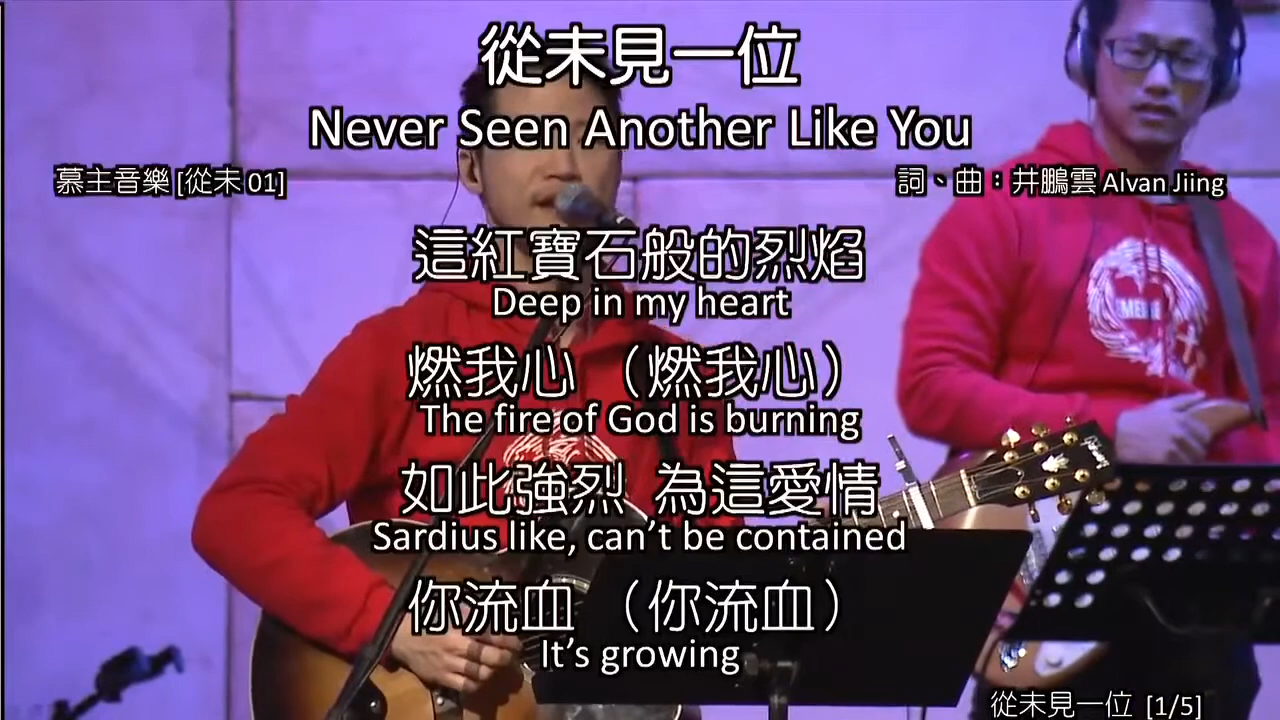 從未見一位
Never Seen Another Like You
慕主音樂 [從未 01]
詞、曲：井鵬雲 Alvan Jiing
這紅寶石般的烈焰
Deep in my heart
燃我心 （燃我心）
The fire of God is burning
如此強烈 為這愛情
Sardius like, can't be contained
你流血 （你流血）
It's growing
從未見一位 [1/5]